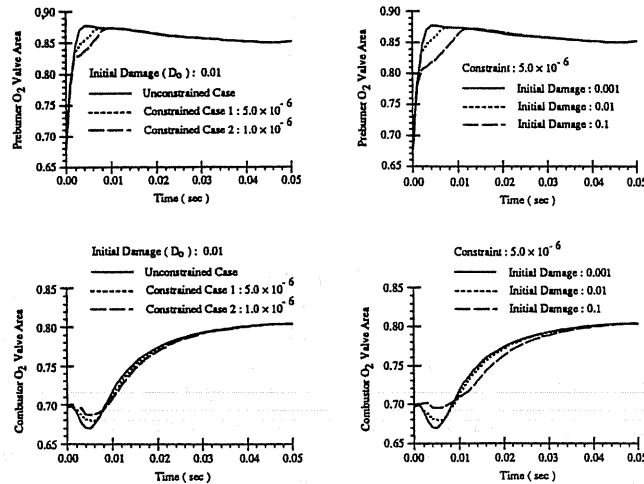 Preburner O2 Valve Area
0.90
0.85
0.80
0.75
0.70
0.65
Initial Damage ( Do ) : 0.01
Unconstrained Case
Constrained Case 1 : 5.0 × 10^-6
Constrained Case 2 : 1.0 × 10^-6
0.00 0.01 0.02 0.03 0.04 0.05
Time ( sec )
Preburner O2 Valve Area
0.90
0.85
0.80
0.75
0.70
0.65
Constraint : 5.0 × 10^-6
Initial Damage : 0.001
Initial Damage : 0.01
Initial Damage : 0.1
0.00 0.01 0.02 0.03 0.04 0.05
Time ( sec )
Initial Damage ( Do ) : 0.01
Unconstrained Case
Constrained Case 1 : 5.0 × 10^-6
Constrained Case 2 : 1.0 × 10^-6
Combustor O2 Valve Area
0.85
0.80
0.75
0.70
0.65
0.00 0.01 0.02 0.03 0.04 0.05
Time ( sec )
Constraint : 5.0 × 10^-6
Initial Damage : 0.001
Initial Damage : 0.01
Initial Damage : 0.1
Combustor O2 Valve Area
0.85
0.80
0.75
0.70
0.65
0.00 0.01 0.02 0.03 0.04 0.05
Time ( sec )